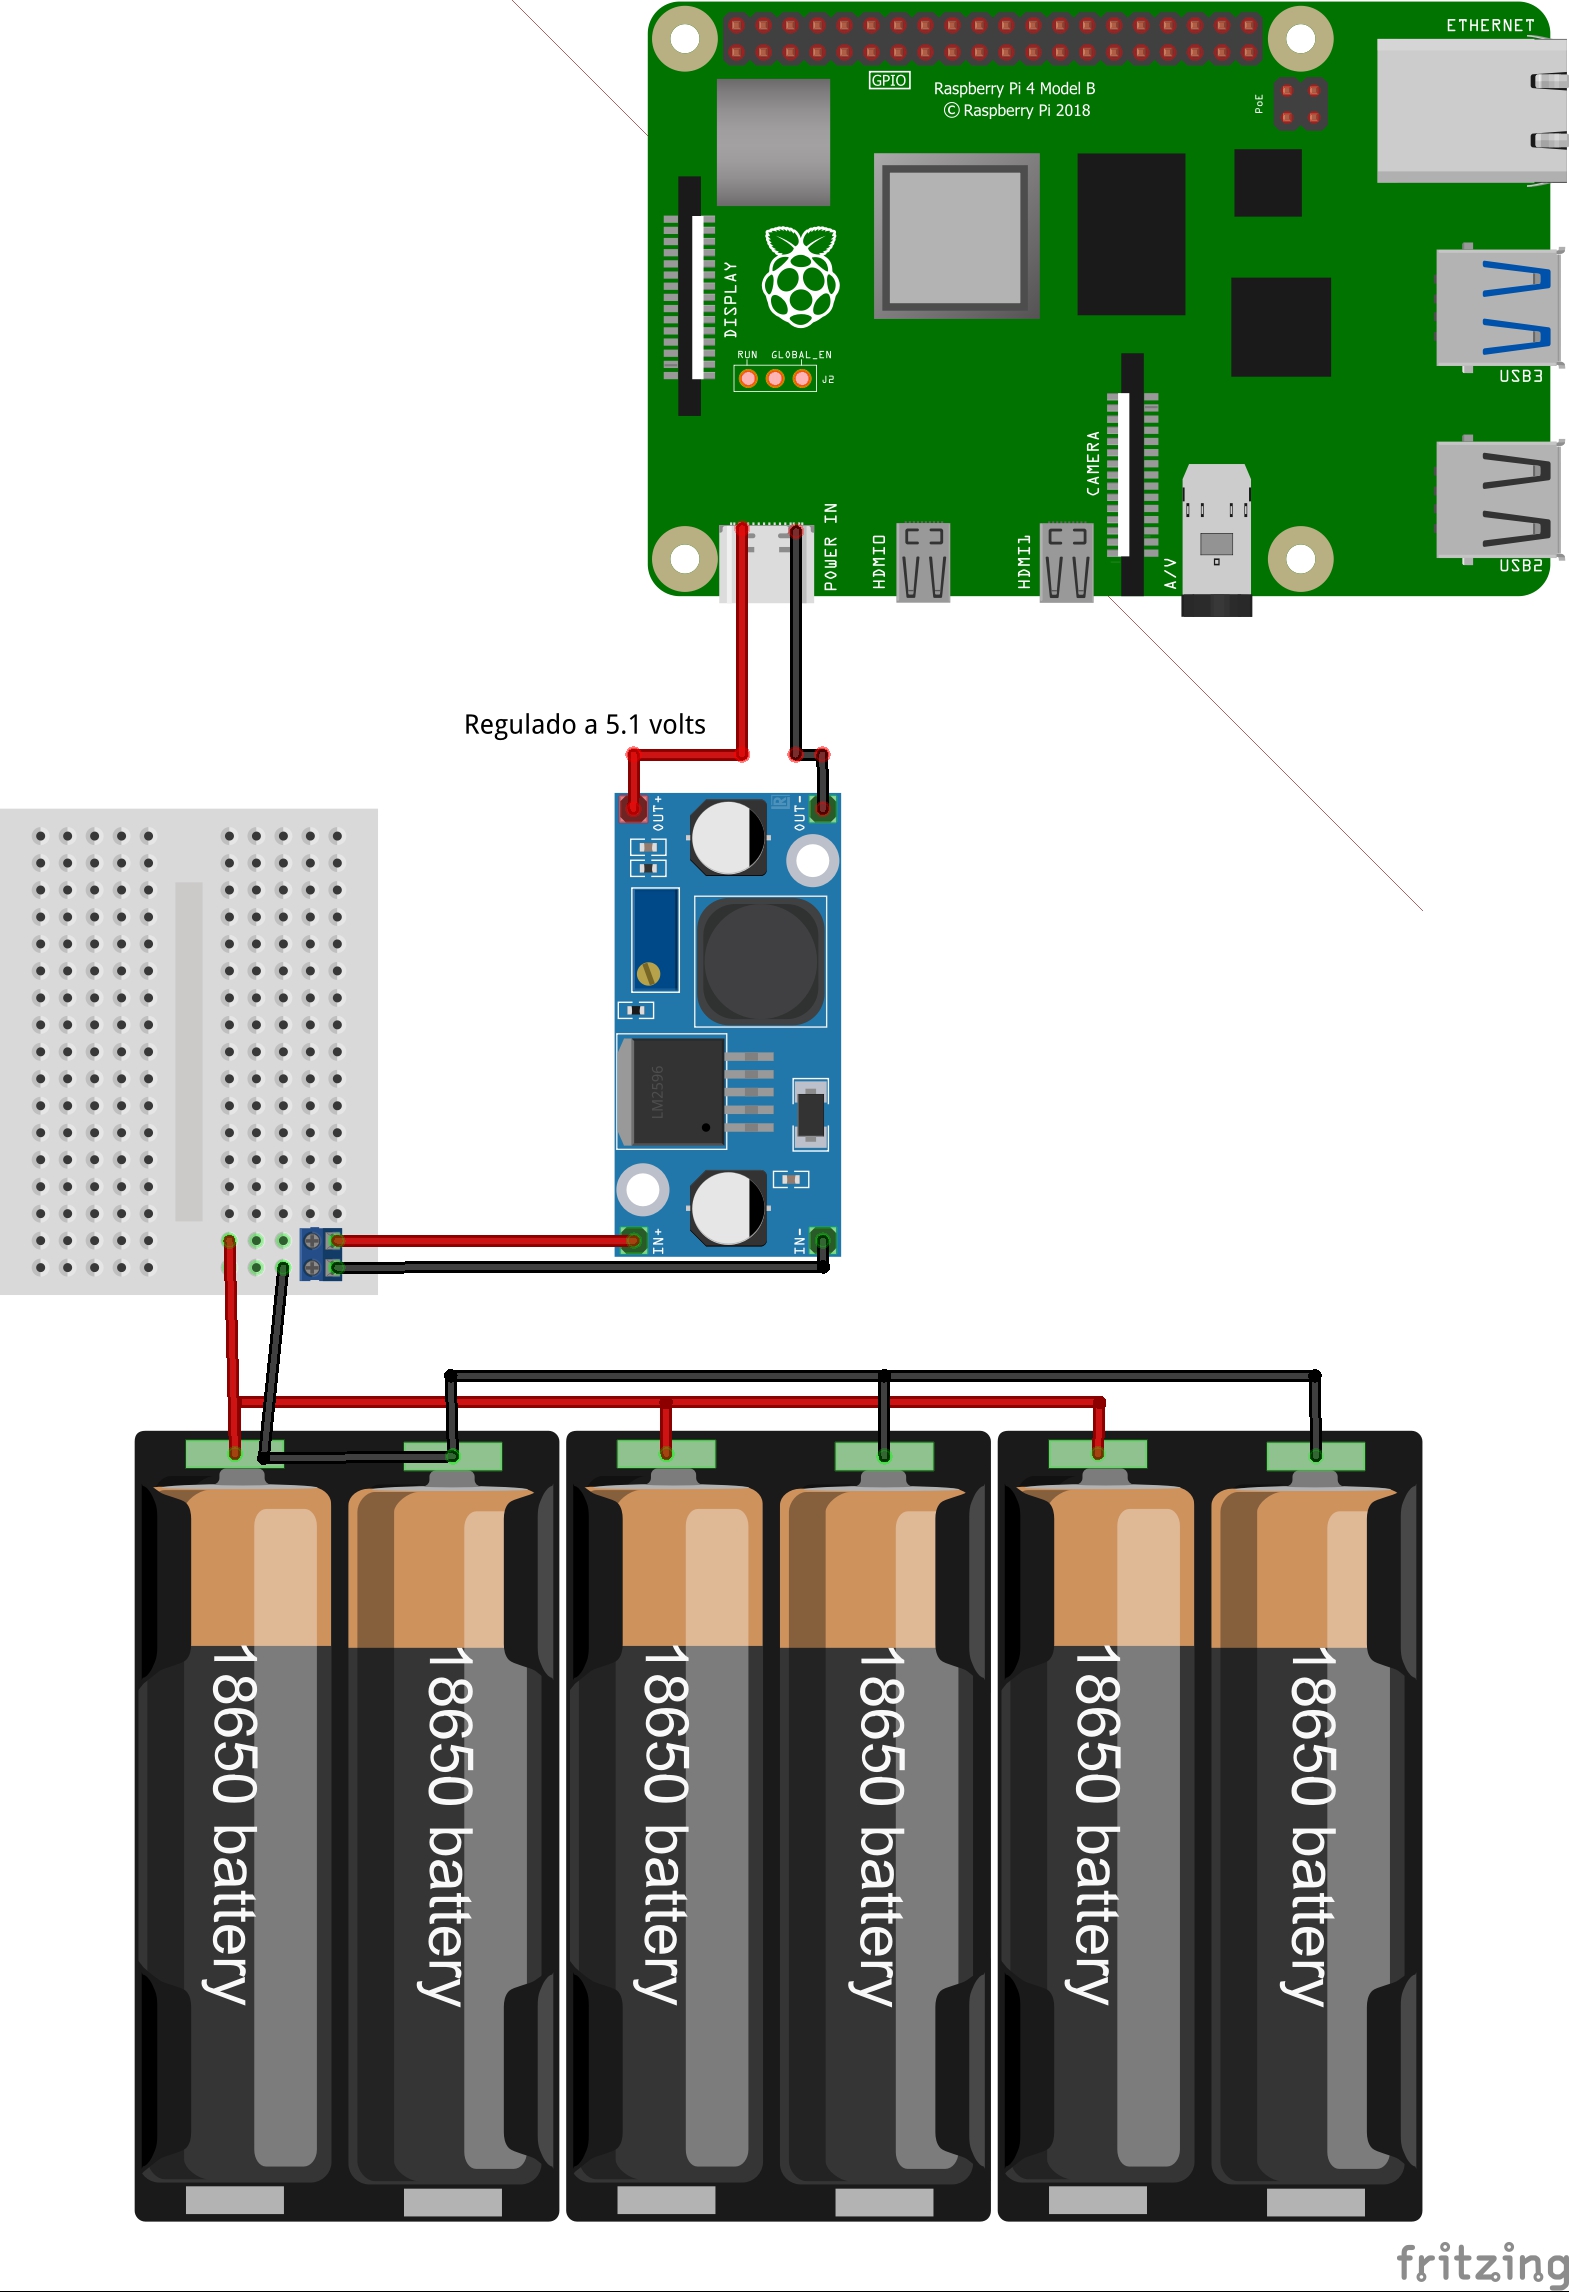 ETHERNET
GPIO
Raspberry Pi 4 Model B
© Raspberry Pi 2018
PoE
DISPLAY
RUN GLOBAL_EN
J2
USB3
CAMERA
POWER IN
HDMI0
HDMI1
A/V
USB2
Regulado a 5.1 volts
OUT+
R
OUT-
LM2596
IN+
IN-
18650 battery
18650 battery
18650 battery
18650 battery
18650 battery
18650 battery
fritzing